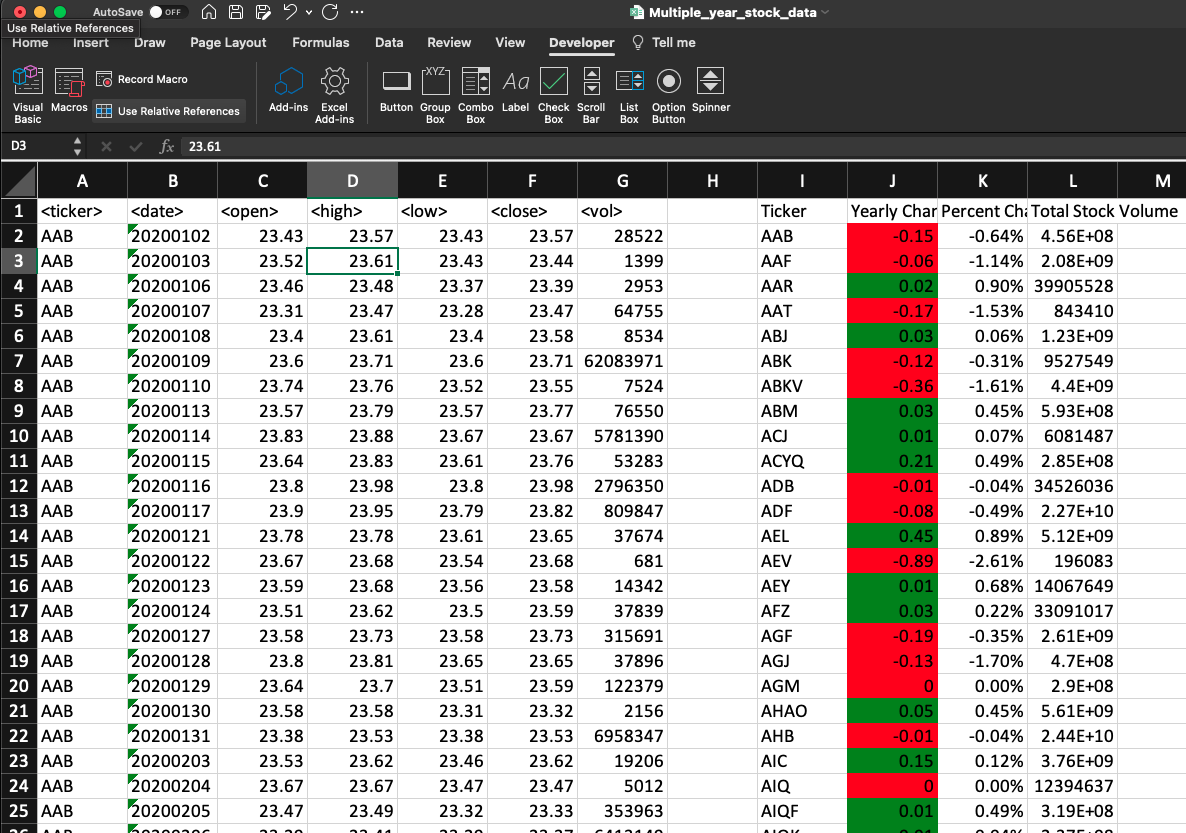 AutoSave OFF
Multiple_year_stock_data
Use Relative References
Home Insert Draw Page Layout Formulas Data Review View Developer Tell me
Visual Basic
Macros
Record Macro
Use Relative References
Add-ins
Excel Add-ins
Button
Group Box
XYZ
Combo Box
Aa
Label
Check Box
Scroll Bar
List Box
Option Button
Spinner
D3 fx 23.61
A B C D E F G H I J K L M
1 <ticker> <date> <open> <high> <low> <close> <vol> Ticker Yearly Char Percent Cha Total Stock Volume
2 AAB 20200102 23.43 23.57 23.43 23.57 28522 AAB -0.15 -0.64% 4.56E+08
3 AAB 20200103 23.52 23.61 23.43 23.44 1399 AAF -0.06 -1.14% 2.08E+09
4 AAB 20200106 23.46 23.48 23.37 23.39 2953 AAR 0.02 0.90% 39905528
5 AAB 20200107 23.31 23.47 23.28 23.47 64755 AAT -0.17 -1.53% 843410
6 AAB 20200108 23.4 23.61 23.4 23.58 8534 ABJ 0.03 0.06% 1.23E+09
7 AAB 20200109 23.6 23.71 23.6 23.71 62083971 ABK -0.12 -0.31% 9527549
8 AAB 20200110 23.74 23.76 23.52 23.55 7524 ABKV -0.36 -1.61% 4.4E+09
9 AAB 20200113 23.57 23.79 23.57 23.77 76550 ABM 0.03 0.45% 5.93E+08
10 AAB 20200114 23.83 23.88 23.67 23.67 5781390 ACJ 0.01 0.07% 6081487
11 AAB 20200115 23.64 23.83 23.61 23.76 53283 ACYQ 0.21 0.49% 2.85E+08
12 AAB 20200116 23.8 23.98 23.8 23.98 2796350 ADB -0.01 -0.04% 34526036
13 AAB 20200117 23.9 23.95 23.79 23.82 809847 ADF -0.08 -0.49% 2.27E+10
14 AAB 20200121 23.78 23.78 23.61 23.65 37674 AEL 0.45 0.89% 5.12E+09
15 AAB 20200122 23.67 23.68 23.54 23.68 681 AEV -0.89 -2.61% 196083
16 AAB 20200123 23.59 23.68 23.56 23.58 14342 AEY 0.01 0.68% 14067649
17 AAB 20200124 23.51 23.62 23.5 23.59 37839 AFZ 0.03 0.22% 33091017
18 AAB 20200127 23.58 23.73 23.58 23.73 315691 AGF -0.19 -0.35% 2.61E+09
19 AAB 20200128 23.8 23.81 23.65 23.65 37896 AGJ -0.13 -1.70% 4.7E+08
20 AAB 20200129 23.64 23.7 23.51 23.59 122379 AGM 0 0.00% 2.9E+08
21 AAB 20200130 23.58 23.58 23.31 23.32 2156 AHAO 0.05 0.45% 5.61E+09
22 AAB 20200131 23.38 23.53 23.38 23.53 6958347 AHB -0.01 -0.04% 2.44E+10
23 AAB 20200203 23.53 23.62 23.46 23.62 19206 AIC 0.15 0.12% 3.76E+09
24 AAB 20200204 23.67 23.67 23.47 23.47 5012 AIQ 0 0.00% 12394637
25 AAB 20200205 23.47 23.49 23.32 23.33 353963 AIQF 0.01 0.49% 3.19E+08